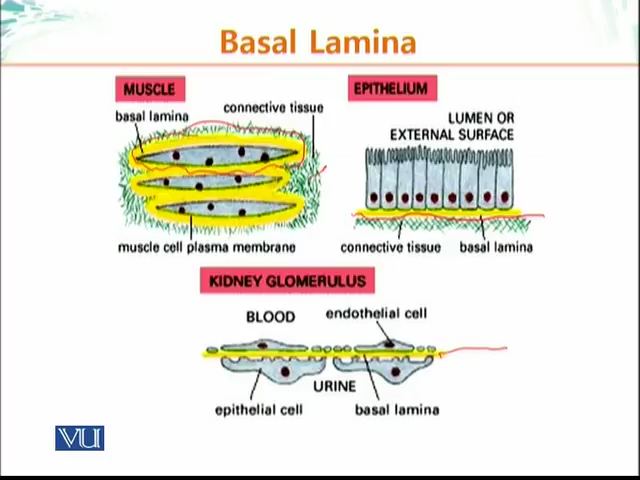 Basal Lamina
MUSCLE
basal lamina
connective tissue
muscle cell plasma membrane
EPITHELIUM
LUMEN OR
EXTERNAL SURFACE
connective tissue
basal lamina
KIDNEY GLOMERULUS
BLOOD
endothelial cell
URINE
epithelial cell
basal lamina
VU